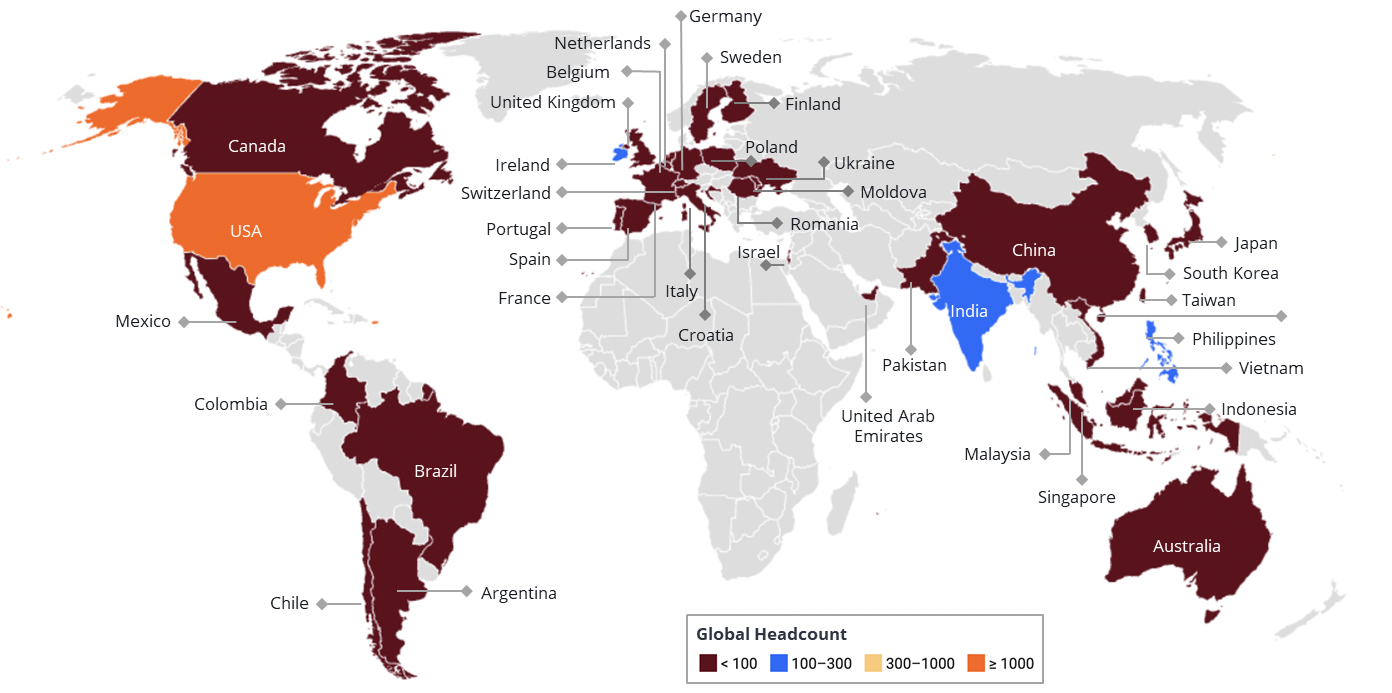 Germany
Netherlands
Sweden
Belgium
United Kingdom
Finland
Canada
Poland
Ireland
Ukraine
Switzerland
Moldova
Portugal
USA
Romania
Spain
Israel
China
Japan
South Korea
France
Italy
Taiwan
India
Mexico
Croatia
Philippines
Pakistan
Vietnam
Colombia
United Arab
Emirates
Indonesia
Malaysia
Brazil
Singapore
Australia
Argentina
Chile
Global Headcount
< 100 100–300 300–1000 ≥ 1000